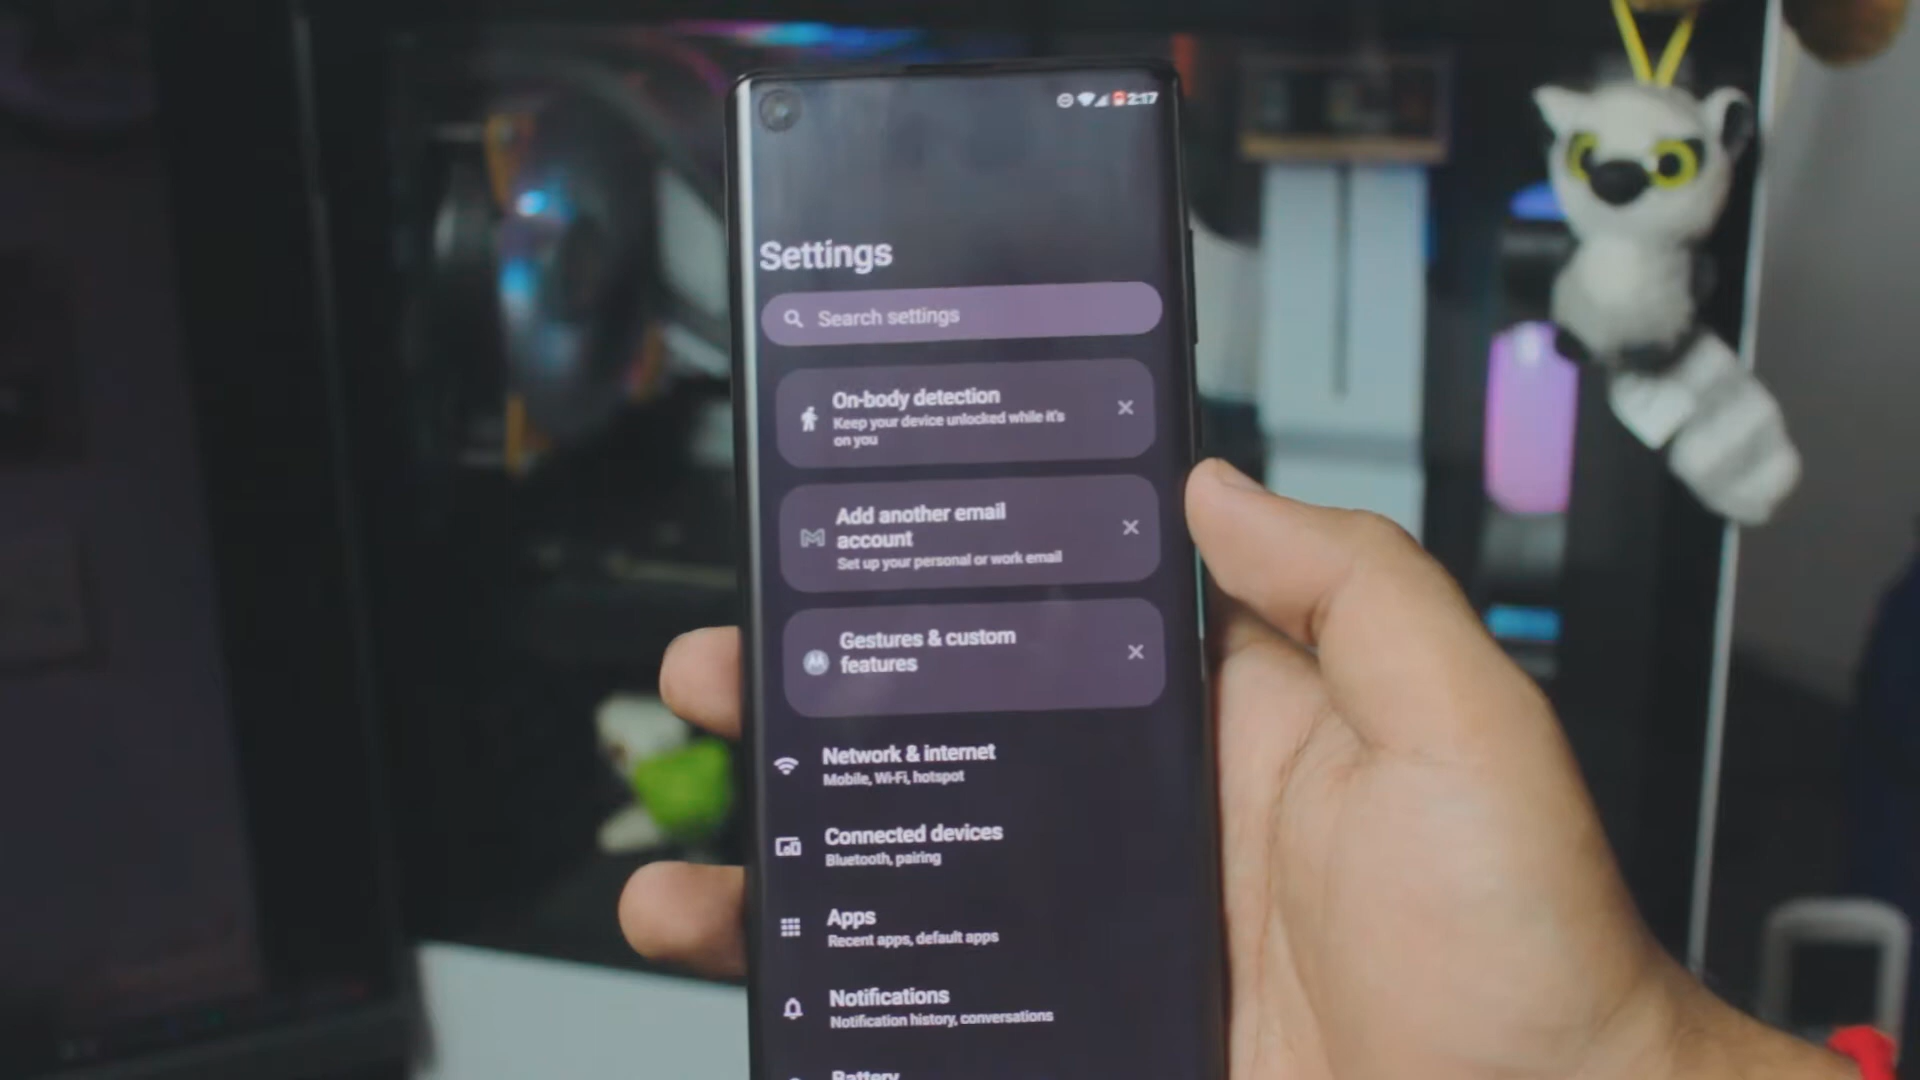 2:17
Settings
Search settings
On-body detection
Keep your device unlocked while it's
on you
Add another email
account
Set up your personal or work email
Gestures & custom
features
Network & internet
Mobile, Wi-Fi, hotspot
Connected devices
Bluetooth, pairing
Apps
Recent apps, default apps
Notifications
Notification history, conversations
Battery